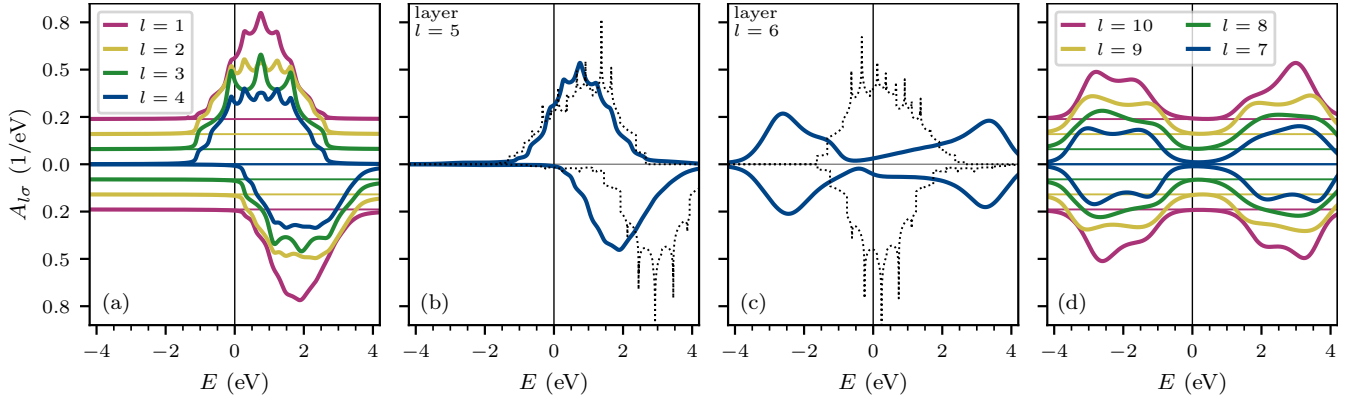 A_{lσ} (1/eV)
0.8
0.5
0.2
0.0
0.2
0.5
0.8
l = 1
l = 2
l = 3
l = 4
(a)
−4 −2 0 2 4
E (eV)
layer
l = 5
(b)
−4 −2 0 2 4
E (eV)
layer
l = 6
(c)
−4 −2 0 2 4
E (eV)
l = 10 l = 8
l = 9 l = 7
(d)
−4 −2 0 2 4
E (eV)